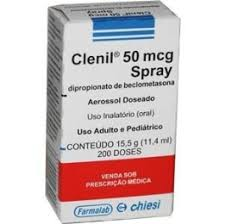 Clenil® 50 mcg
Spray
dipropionato de beclometasona
Aerossol Doseado
Uso Inalatório (oral)
Uso Adulto e Pediátrico
CONTEÚDO 15,5 g (11,4 ml)
200 DOSES
VENDA SOB
PRESCRIÇÃO MÉDICA
Farmalab chiesi